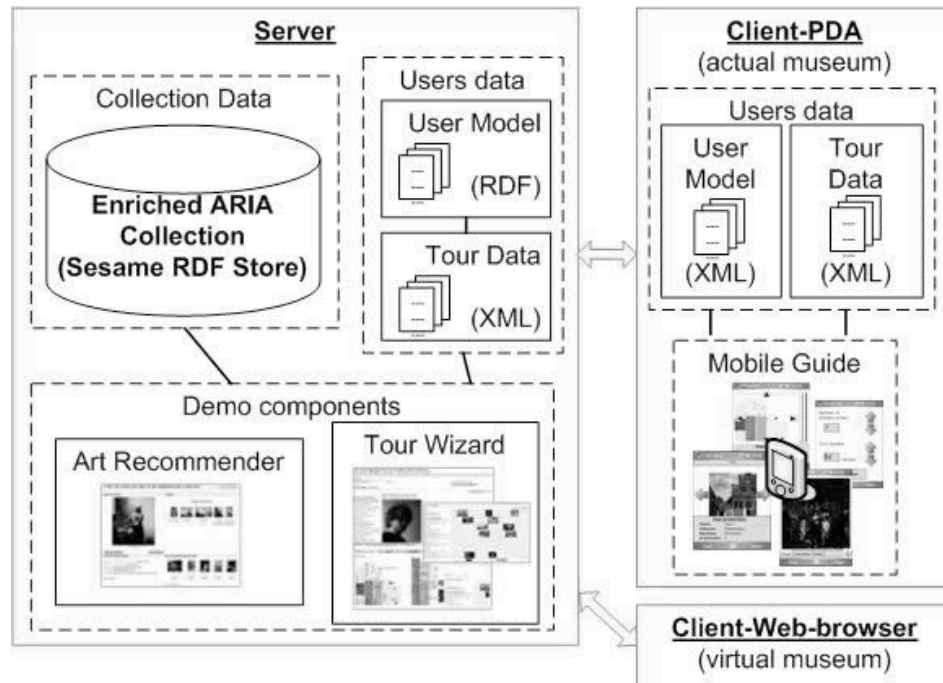 Server
Collection Data
Enriched ARIA
Collection
(Sesame RDF Store)
Users data
User Model
(RDF)
Tour Data
(XML)
Demo components
Art Recommender
Tour Wizard
Client-PDA
(actual museum)
Users data
User
Model
(XML)
Tour
Data
(XML)
Mobile Guide
Client-Web-browser
(virtual museum)